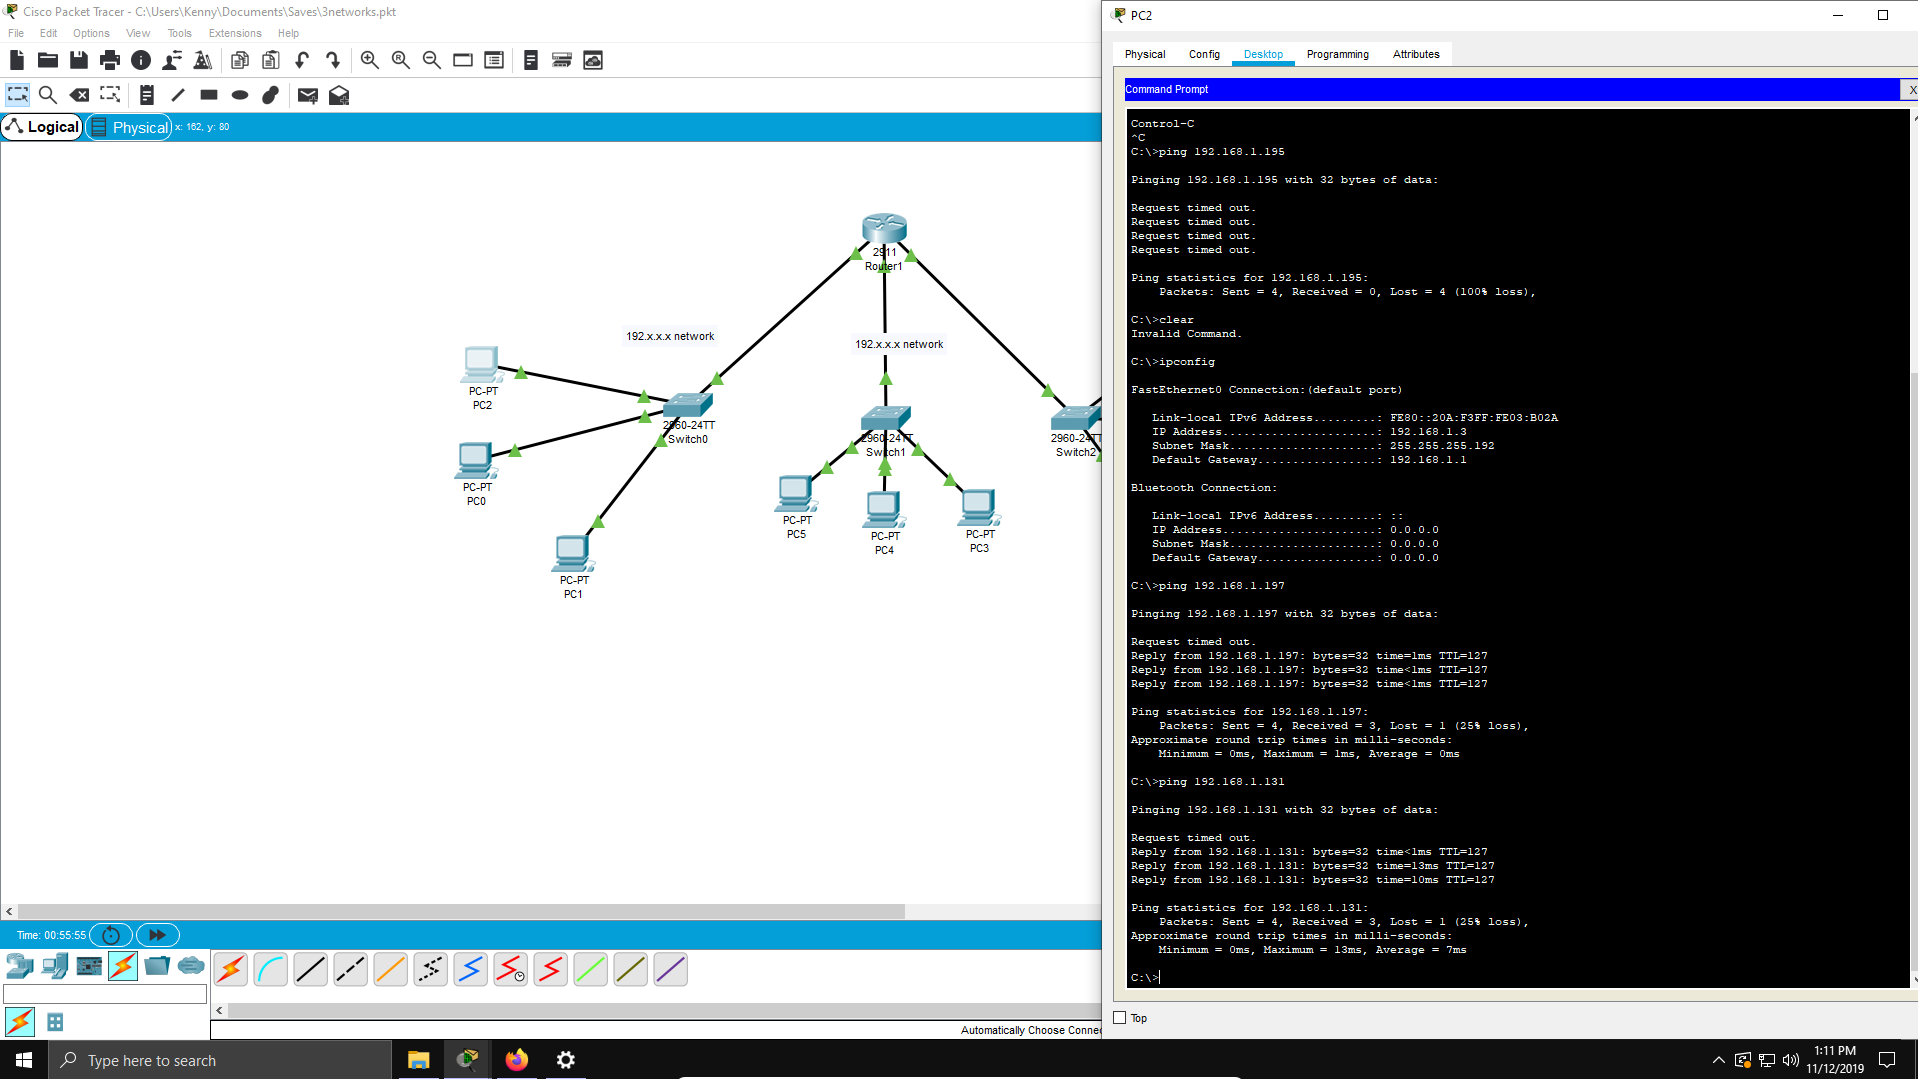 Cisco Packet Tracer - C:\Users\Kenny\Documents\Saves\3networks.pkt
File Edit Options View Tools Extensions Help
Logical Physical x: 162, y: 80
2911
Router1
192.x.x.x network
192.x.x.x network
PC-PT
PC2
2960-24TT
Switch0
PC-PT
PC0
PC-PT
PC1
2960-24TT
Switch1
2960-24TT
Switch2
PC-PT
PC5
PC-PT
PC4
PC-PT
PC3
Time: 00:55:55
Automatically Choose Connec
PC2
Physical Config Desktop Programming Attributes
Command Prompt
X
Control-C
^C
C:\>ping 192.168.1.195
Pinging 192.168.1.195 with 32 bytes of data:
Request timed out.
Request timed out.
Request timed out.
Request timed out.
Ping statistics for 192.168.1.195:
Packets: Sent = 4, Received = 0, Lost = 4 (100% loss),
C:\>clear
Invalid Command.
C:\>ipconfig
FastEthernet0 Connection:(default port)
Link-local IPv6 Address.........: FE80::20A:F3FF:FE03:B02A
IP Address......................: 192.168.1.3
Subnet Mask.....................: 255.255.255.192
Default Gateway.................: 192.168.1.1
Bluetooth Connection:
Link-local IPv6 Address.........: ::
IP Address......................: 0.0.0.0
Subnet Mask.....................: 0.0.0.0
Default Gateway.................: 0.0.0.0
C:\>ping 192.168.1.197
Pinging 192.168.1.197 with 32 bytes of data:
Request timed out.
Reply from 192.168.1.197: bytes=32 time=1ms TTL=127
Reply from 192.168.1.197: bytes=32 time<1ms TTL=127
Reply from 192.168.1.197: bytes=32 time<1ms TTL=127
Ping statistics for 192.168.1.197:
Packets: Sent = 4, Received = 3, Lost = 1 (25% loss),
Approximate round trip times in milli-seconds:
Minimum = 0ms, Maximum = 1ms, Average = 0ms
C:\>ping 192.168.1.131
Pinging 192.168.1.131 with 32 bytes of data:
Request timed out.
Reply from 192.168.1.131: bytes=32 time<1ms TTL=127
Reply from 192.168.1.131: bytes=32 time=13ms TTL=127
Reply from 192.168.1.131: bytes=32 time=10ms TTL=127
Ping statistics for 192.168.1.131:
Packets: Sent = 4, Received = 3, Lost = 1 (25% loss),
Approximate round trip times in milli-seconds:
Minimum = 0ms, Maximum = 13ms, Average = 7ms
C:\>
Top
Type here to search
1:11 PM
11/12/2019